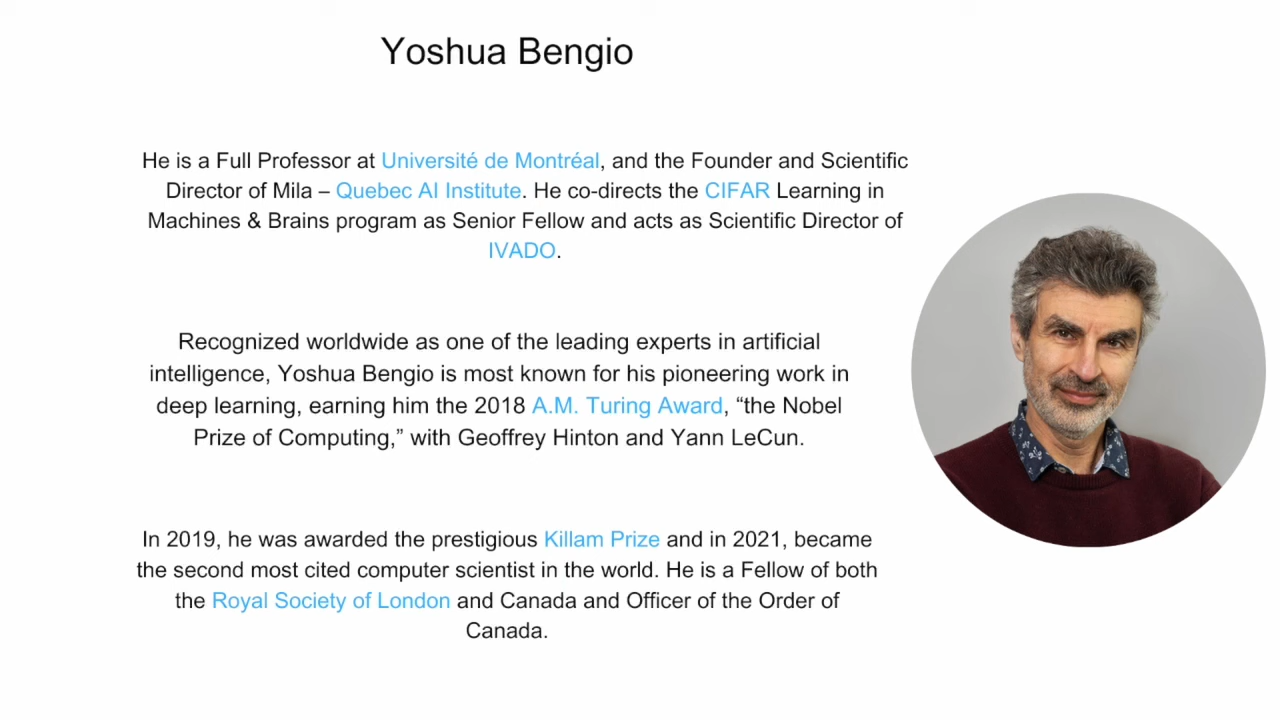 Yoshua Bengio
He is a Full Professor at Université de Montréal, and the Founder and Scientific
Director of Mila – Quebec AI Institute. He co-directs the CIFAR Learning in
Machines & Brains program as Senior Fellow and acts as Scientific Director of
IVADO.
Recognized worldwide as one of the leading experts in artificial
intelligence, Yoshua Bengio is most known for his pioneering work in
deep learning, earning him the 2018 A.M. Turing Award, “the Nobel
Prize of Computing,” with Geoffrey Hinton and Yann LeCun.
In 2019, he was awarded the prestigious Killam Prize and in 2021, became
the second most cited computer scientist in the world. He is a Fellow of both
the Royal Society of London and Canada and Officer of the Order of
Canada.